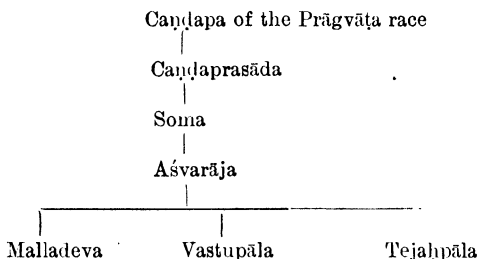 Caṇḍapa of the Prāgvāṭa race
Caṇḍaprasāda
Soma
Aśvarāja
Malladeva Vastupāla Tejaḥpāla